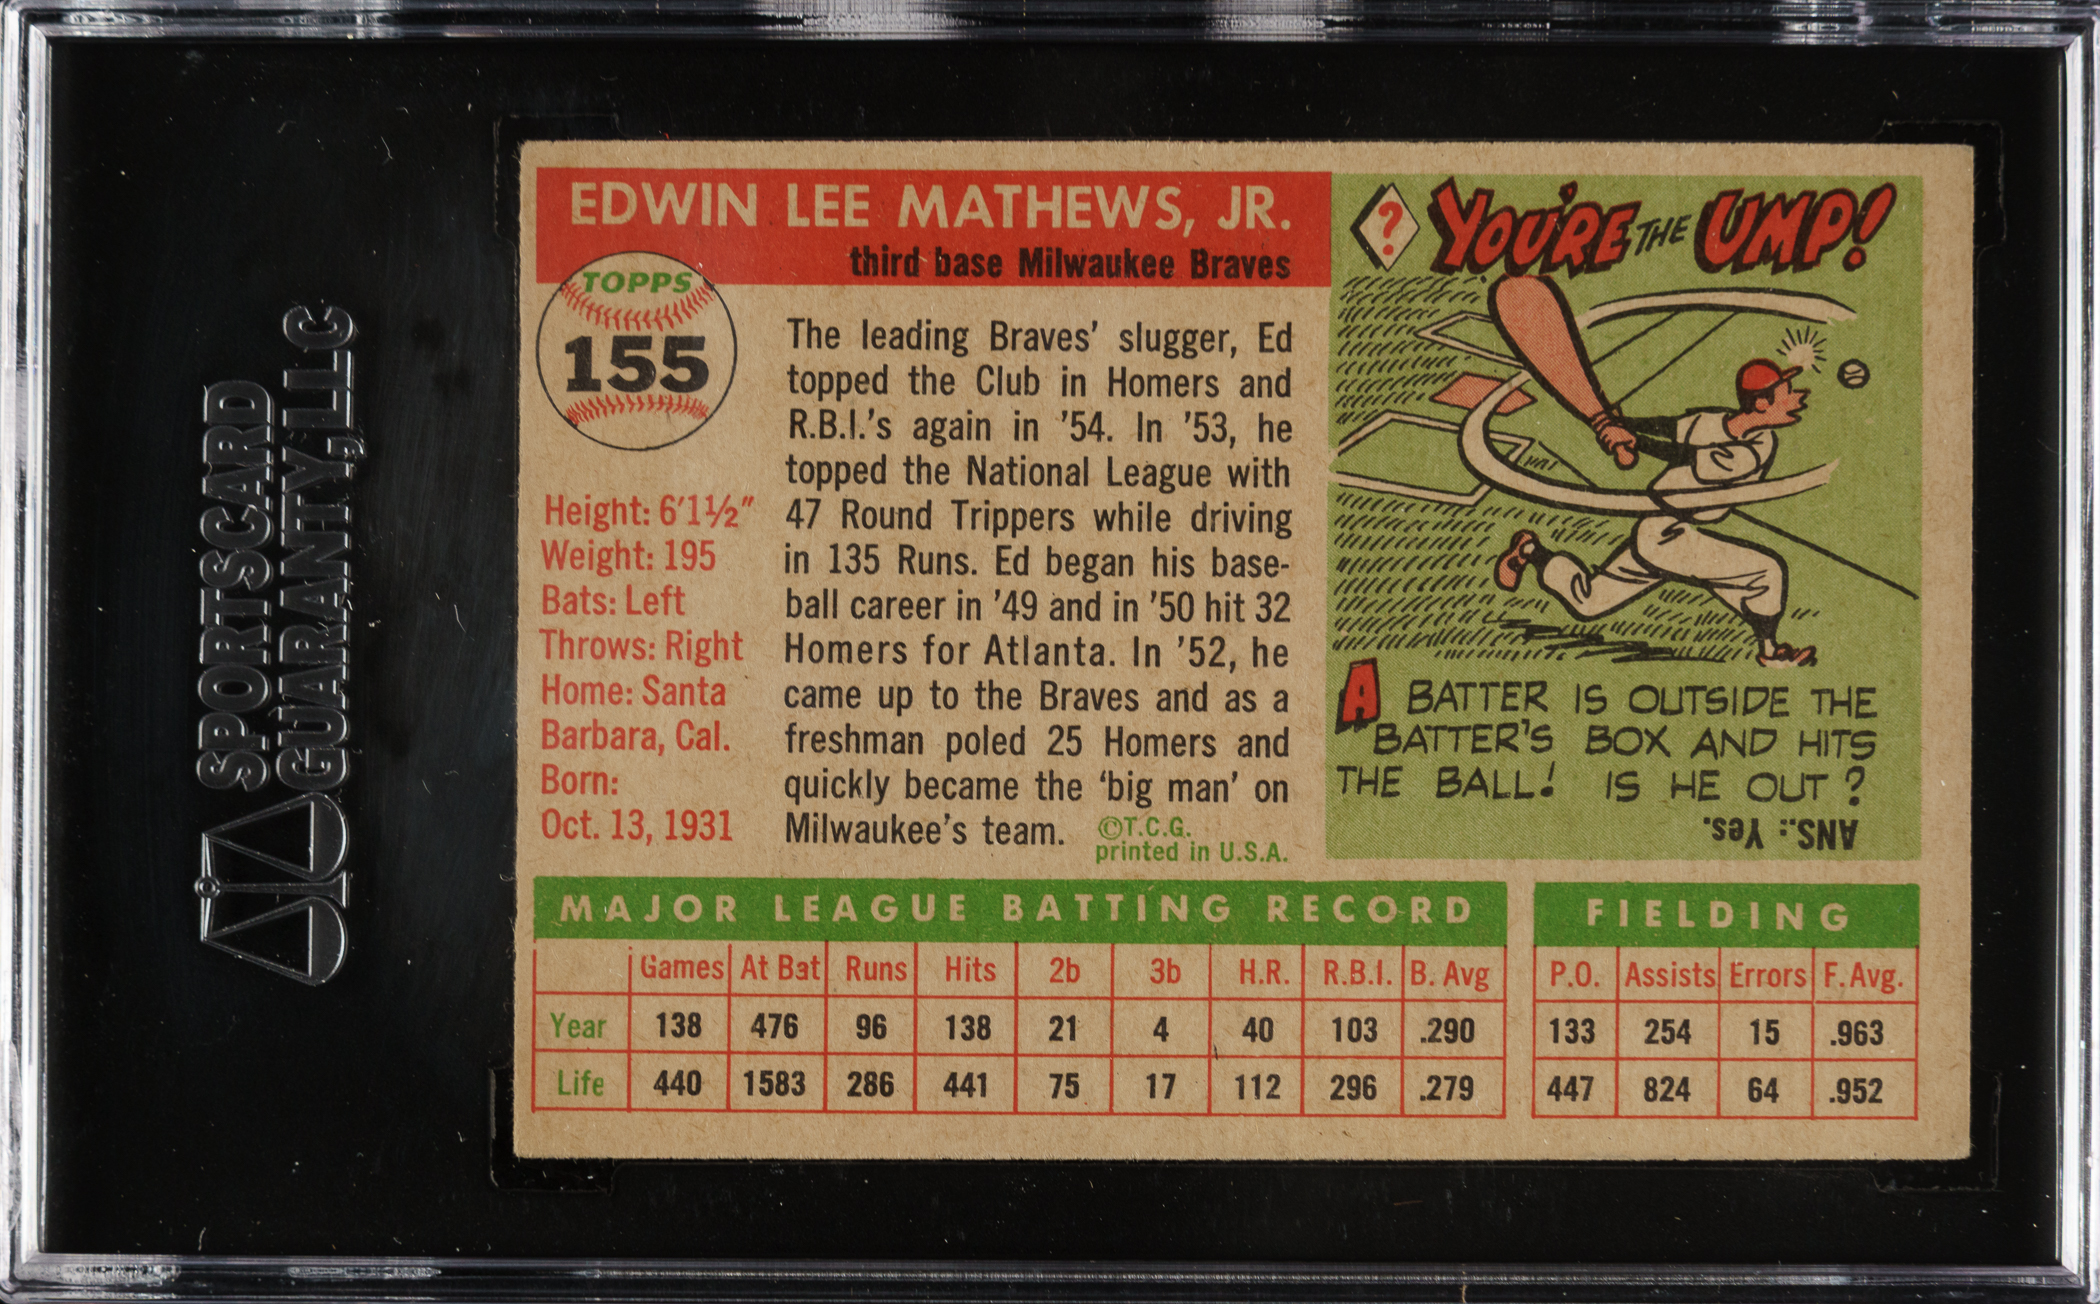 SPORTSCARD
GUARANTY, LLC
EDWIN LEE MATHEWS, JR.
third base Milwaukee Braves
TOPPS
155
Height: 6'1½"
Weight: 195
Bats: Left
Throws: Right
Home: Santa
Barbara, Cal.
Born:
Oct. 13, 1931
The leading Braves' slugger, Ed
topped the Club in Homers and
R.B.I.'s again in '54. In '53, he
topped the National League with
47 Round Trippers while driving
in 135 Runs. Ed began his base-
ball career in '49 and in '50 hit 32
Homers for Atlanta. In '52, he
came up to the Braves and as a
freshman poled 25 Homers and
quickly became the 'big man' on
Milwaukee's team.
©T.C.G.
printed in U.S.A.
? YOU'RE THE UMP!
A BATTER IS OUTSIDE THE
BATTER'S BOX AND HITS
THE BALL! IS HE OUT?
ANS.: Yes.
MAJOR LEAGUE BATTING RECORD
Games At Bat Runs Hits 2b 3b H.R. R.B.I. B. Avg
Year 138 476 96 138 21 4 40 103 .290
Life 440 1583 286 441 75 17 112 296 .279
FIELDING
P.O. Assists Errors F. Avg.
133 254 15 .963
447 824 64 .952